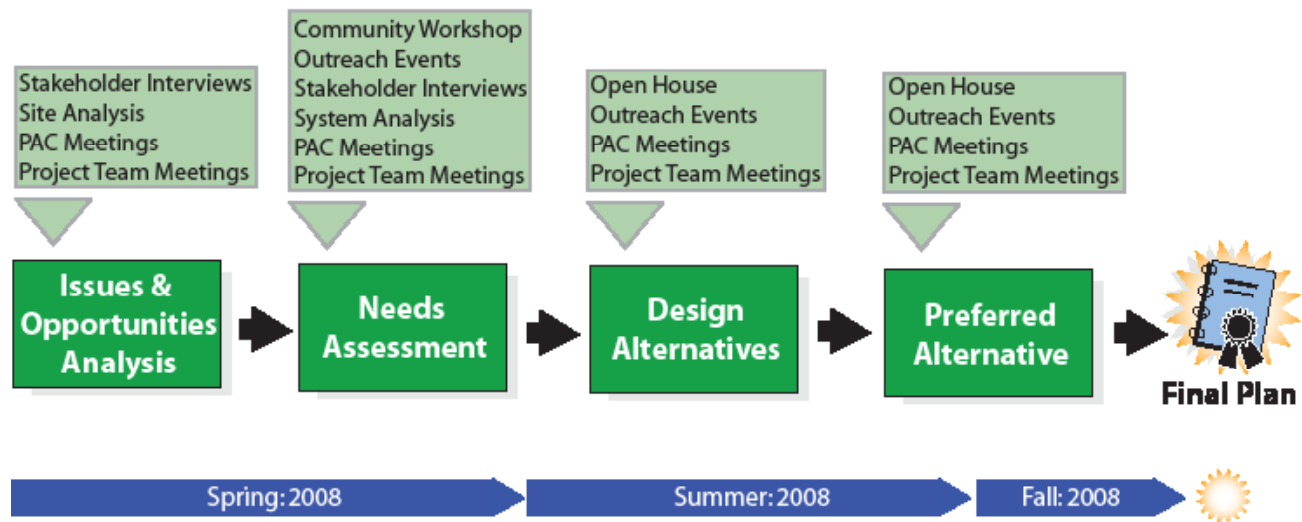 Stakeholder Interviews
Site Analysis
PAC Meetings
Project Team Meetings
Community Workshop
Outreach Events
Stakeholder Interviews
System Analysis
PAC Meetings
Project Team Meetings
Open House
Outreach Events
PAC Meetings
Project Team Meetings
Open House
Outreach Events
PAC Meetings
Project Team Meetings
Issues &
Opportunities
Analysis
Needs
Assessment
Design
Alternatives
Preferred
Alternative
Final Plan
Spring: 2008
Summer: 2008
Fall: 2008